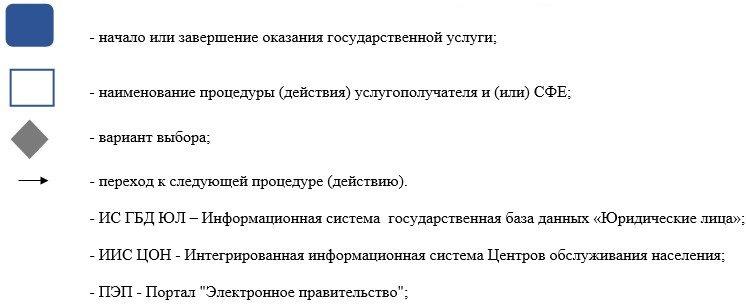 - начало или завершение оказания государственной услуги;
- наименование процедуры (действия) услугополучателя и (или) СФЕ;
- вариант выбора;
- переход к следующей процедуре (действию).
- ИС ГБД ЮЛ – Информационная система государственная база данных «Юридические лица»;
- ИИС ЦОН - Интегрированная информационная система Центров обслуживания населения;
- ПЭП - Портал "Электронное правительство";